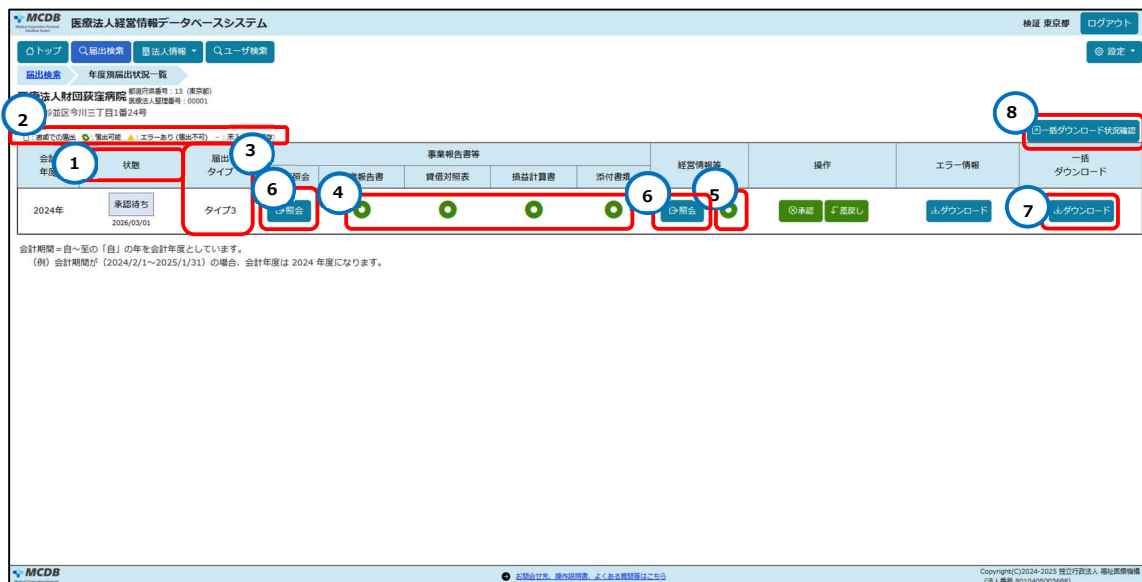 MCDB 医療法人経営情報データベースシステム 検証 東京都 ログアウト
トップ 届出検索 法人情報 ユーザ検索 設定
届出検索 年度別届出状況一覧
法人財団荻窪病院 都道府県番号:13 (東京都)
医療法人整理番号:00001
並区今川三丁目1番24号
8
2
:書面での届出 :届出可能 :エラーあり(届出不可) -:未
一括ダウンロード状況確認
1
3
状態 届出 タイプ 事業報告書等 経営情報等 操作 エラー情報 一括 ダウンロード
照会 報告書 貸借対照表 損益計算書 添付書類
6 4 6 5 7
2024年 承認待ち タイプ3 照会 照会 承認 差戻し ダウンロード ダウンロード
2026/03/01
会計期間=自~至の「自」の年を会計年度としています。
(例)会計期間が(2024/2/1~2025/1/31)の場合、会計年度は 2024 年度になります。
MCDB お問合せ先、操作説明書、よくある質問等はこちら Copyright(C)2024-2025 独立行政法人 福祉医療機構
(法人番号 8010405003688)